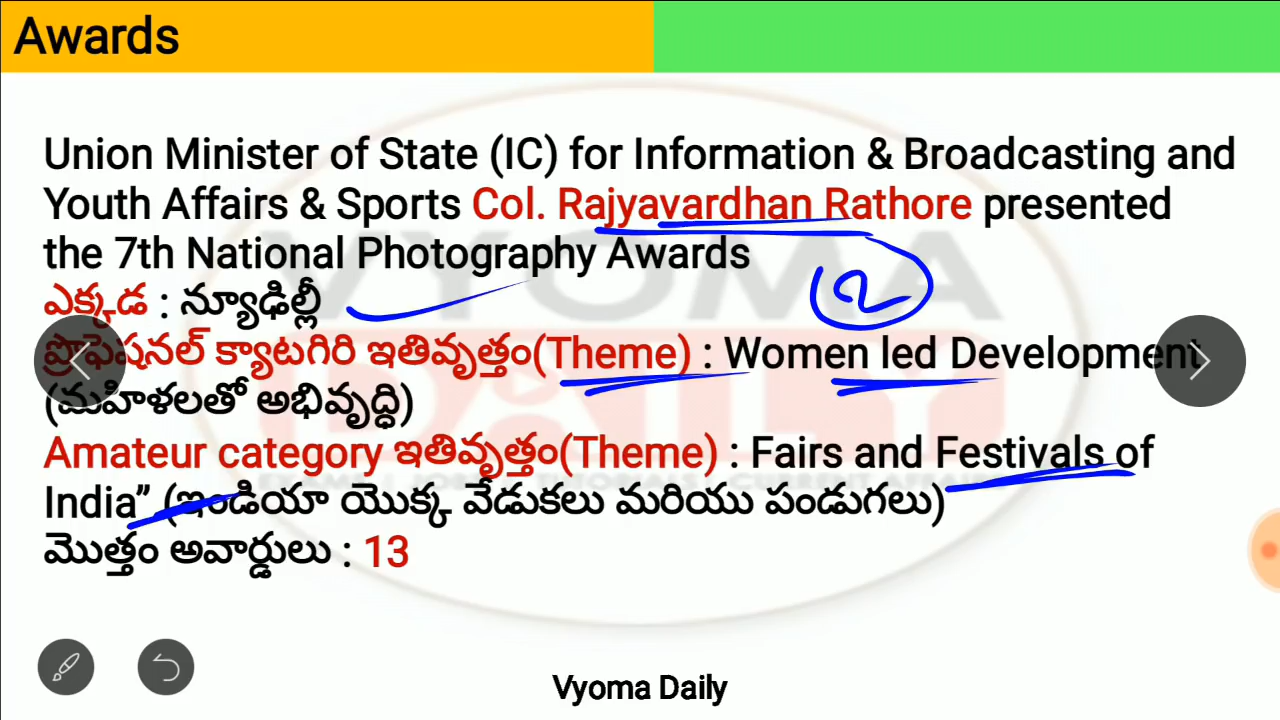 Awards
Union Minister of State (IC) for Information & Broadcasting and
Youth Affairs & Sports Col. Rajyavardhan Rathore presented
the 7th National Photography Awards
ఎక్కడ : న్యూఢిల్లీ
2
ప్రొఫెషనల్ క్యాటగిరి ఇతివృత్తం(Theme) : Women led Development
(మహిళలతో అభివృద్ధి)
Amateur category ఇతివృత్తం(Theme) : Fairs and Festivals of
India” (ఇండియా యొక్క వేడుకలు మరియు పండుగలు)
మొత్తం అవార్డులు : 13
Vyoma Daily